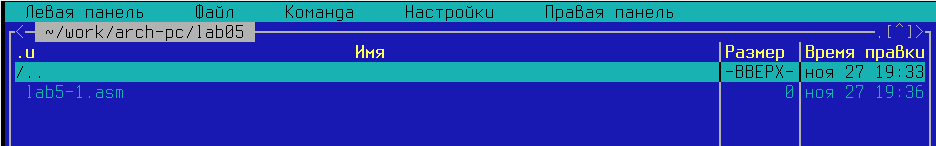 Левая панель Файл Команда Настройки Правая панель
<— ~/work/arch-pc/lab05 .[^]>
.и Имя Размер Время правки
/.. -ВВЕРХ- ноя 27 19:33
lab5-1.asm 0 ноя 27 19:36